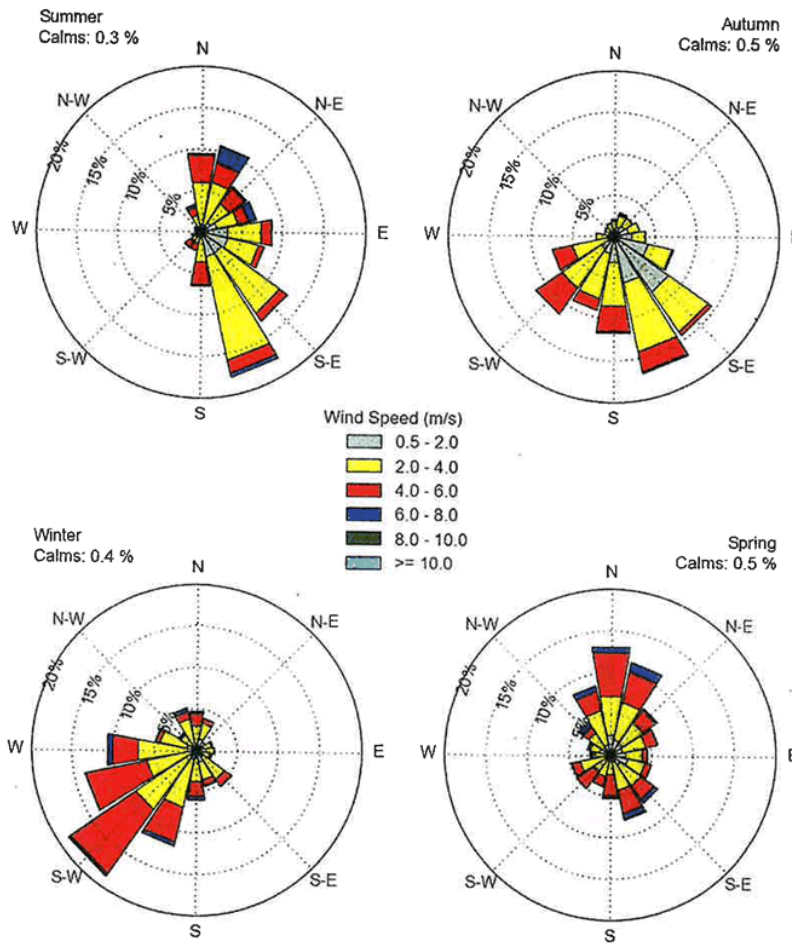 Summer
Calms: 0.3 %
N
N-W
N-E
20%
15%
10%
5%
W
E
S-W
S-E
S
Autumn
Calms: 0.5 %
N
N-W
N-E
20%
15%
10%
5%
W
S-W
S-E
S
Wind Speed (m/s)
0.5 - 2.0
2.0 - 4.0
4.0 - 6.0
6.0 - 8.0
8.0 - 10.0
>= 10.0
Winter
Calms: 0.4 %
N
N-W
N-E
20%
15%
10%
5%
W
E
S-W
S-E
S
Spring
Calms: 0.5 %
N
N-W
N-E
20%
15%
10%
5%
W
E
S-W
S-E
S